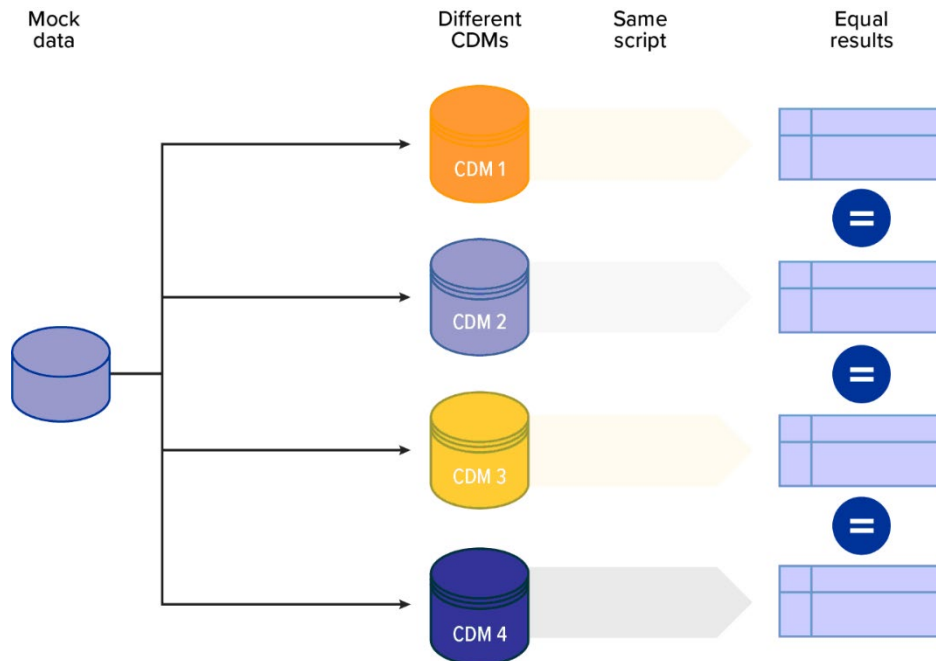 Mock
data
Different
CDMs
Same
script
Equal
results
CDM 1
=
CDM 2
=
CDM 3
=
CDM 4